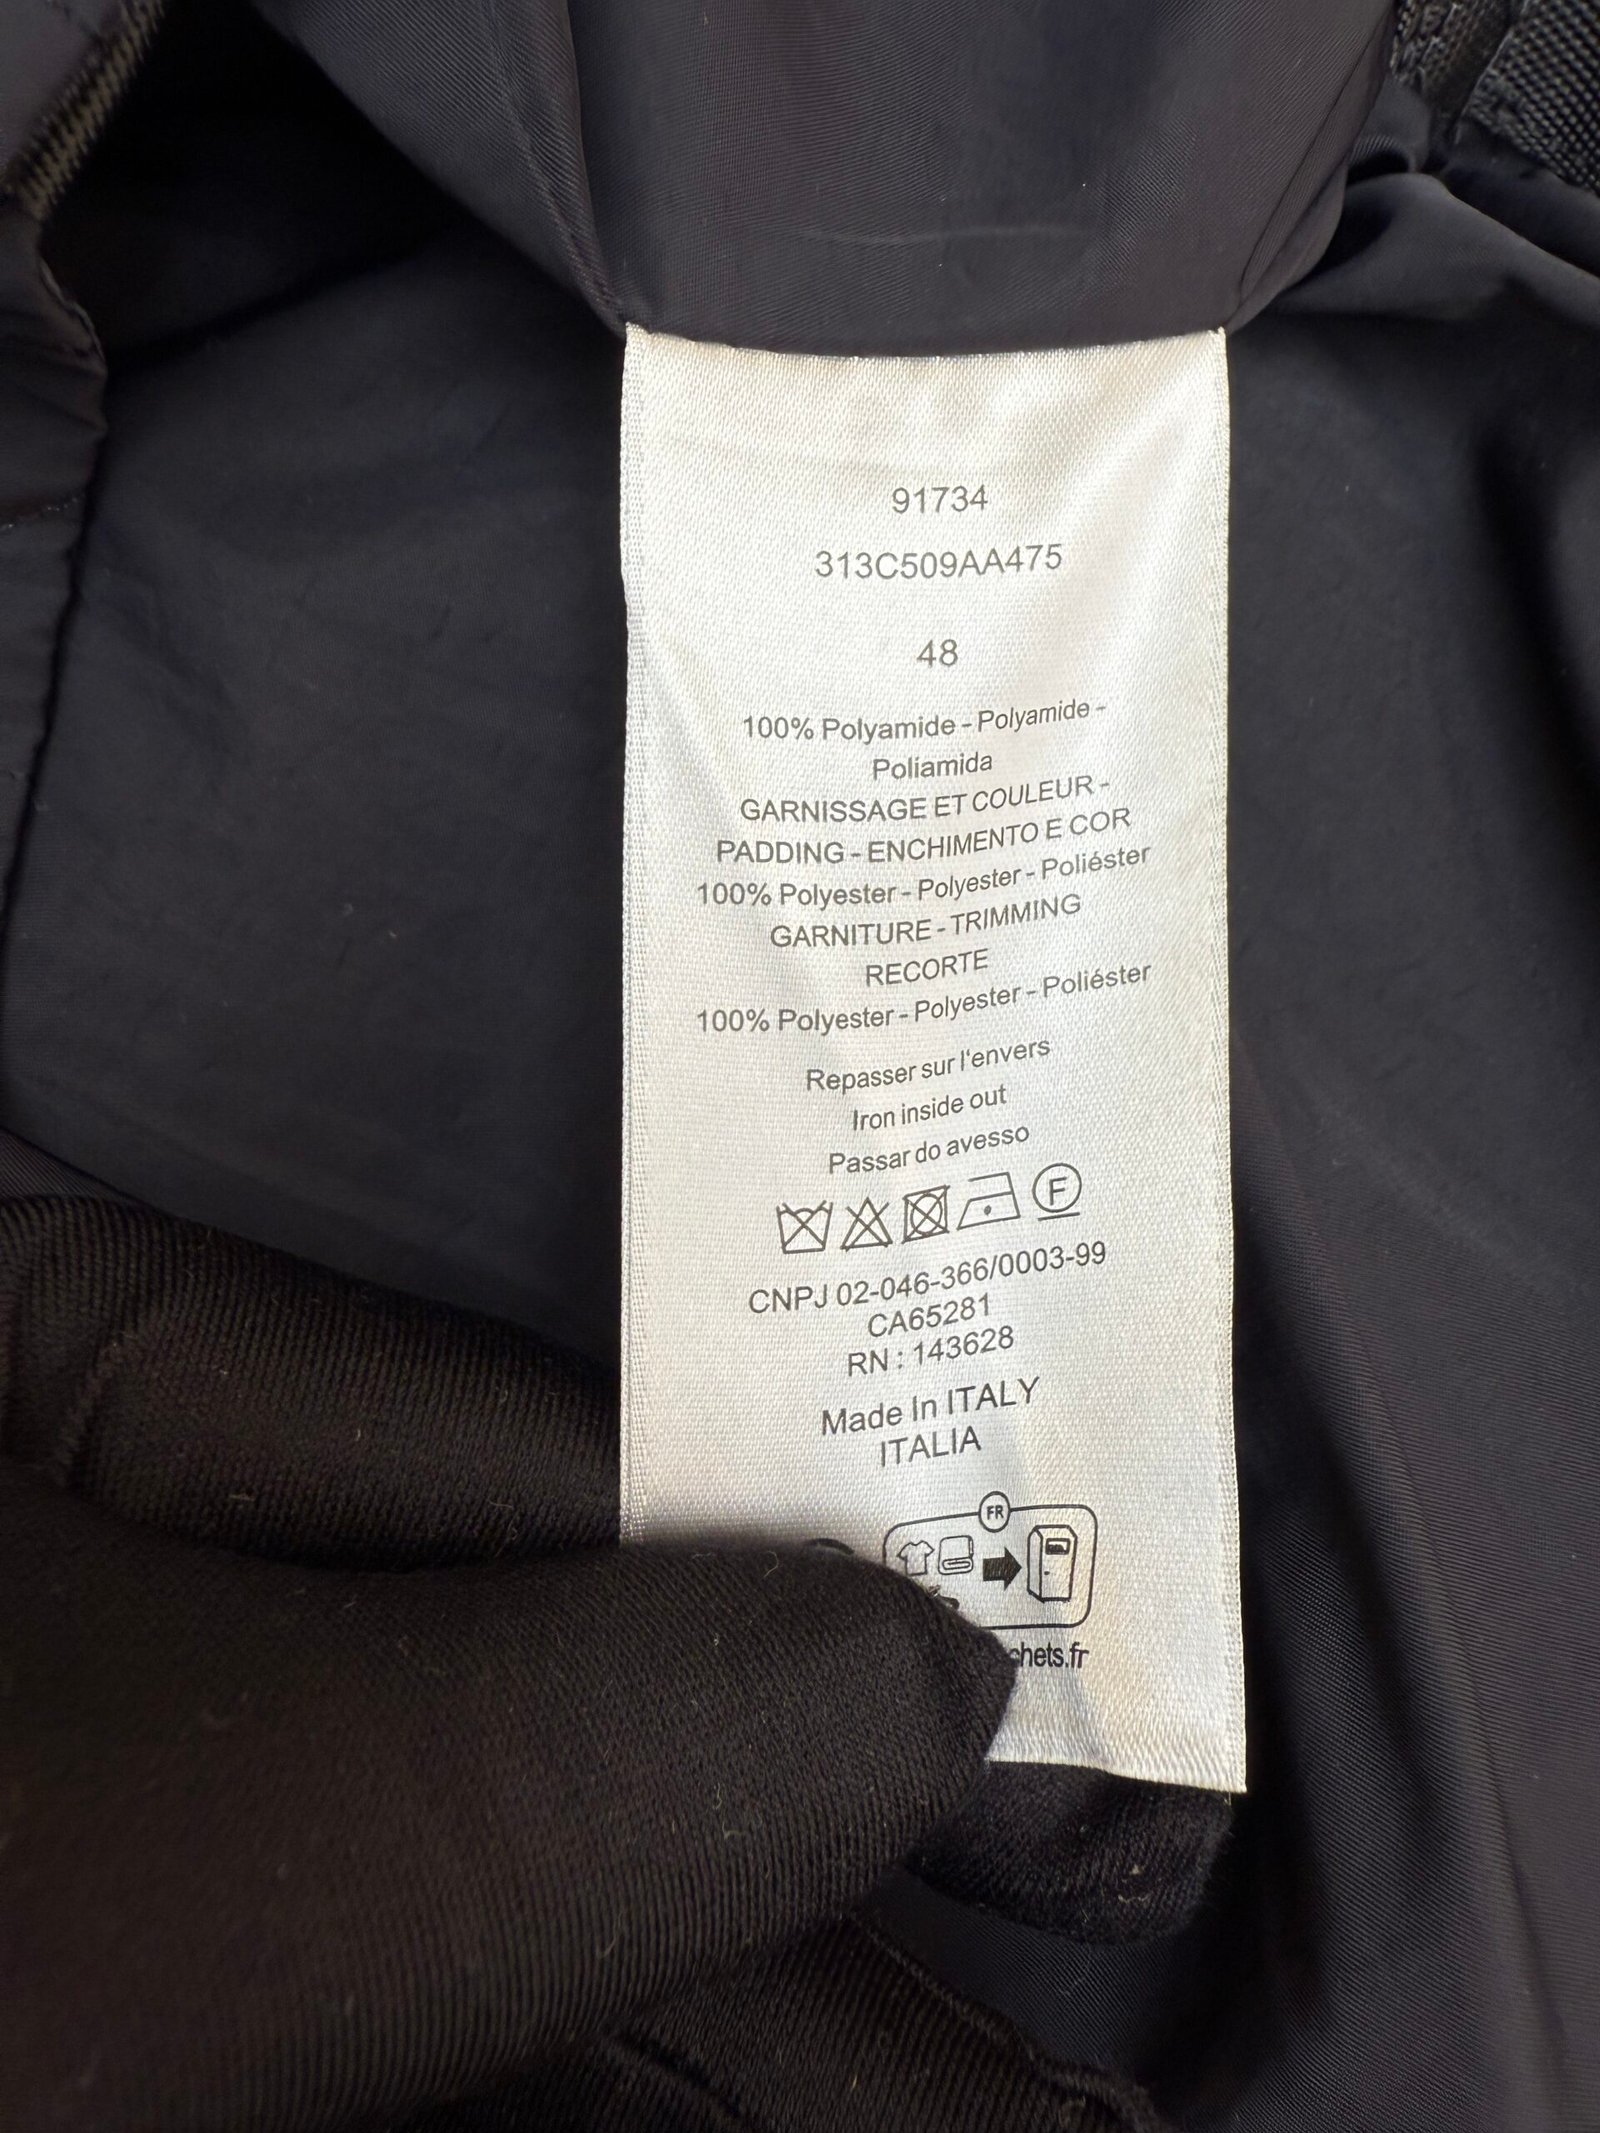 91734
313C509AA475
48
100% Polyamide - Polyamide -
Poliamida
GARNISSAGE ET COULEUR -
PADDING - ENCHIMENTO E COR
100% Polyester - Polyester - Poliéster
GARNITURE - TRIMMING
RECORTE
100% Polyester - Polyester - Poliéster
Repasser sur l'envers
Iron inside out
Passar do avesso
F
CNPJ 02-046-366/0003-99
CA65281
RN : 143628
Made In ITALY
ITALIA
FR
chets.fr